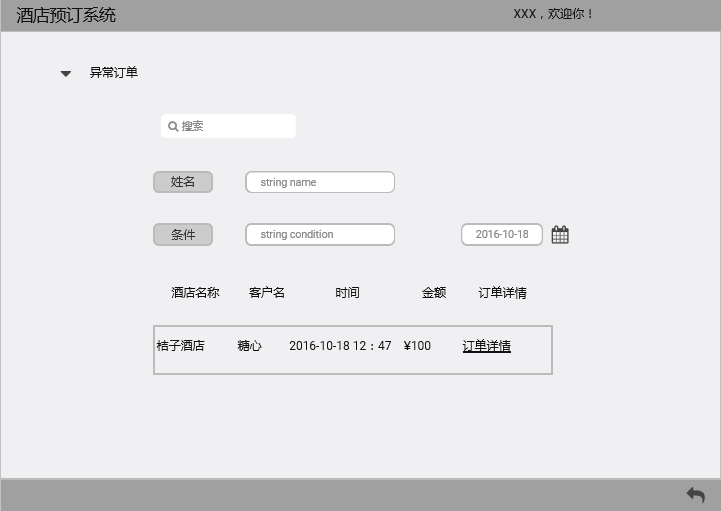 酒店预订系统 XXX，欢迎你！
异常订单
搜索
姓名 string name
条件 string condition 2016-10-18
酒店名称 客户名 时间 金额 订单详情
桔子酒店 糖心 2016-10-18 12：47 ¥100 订单详情